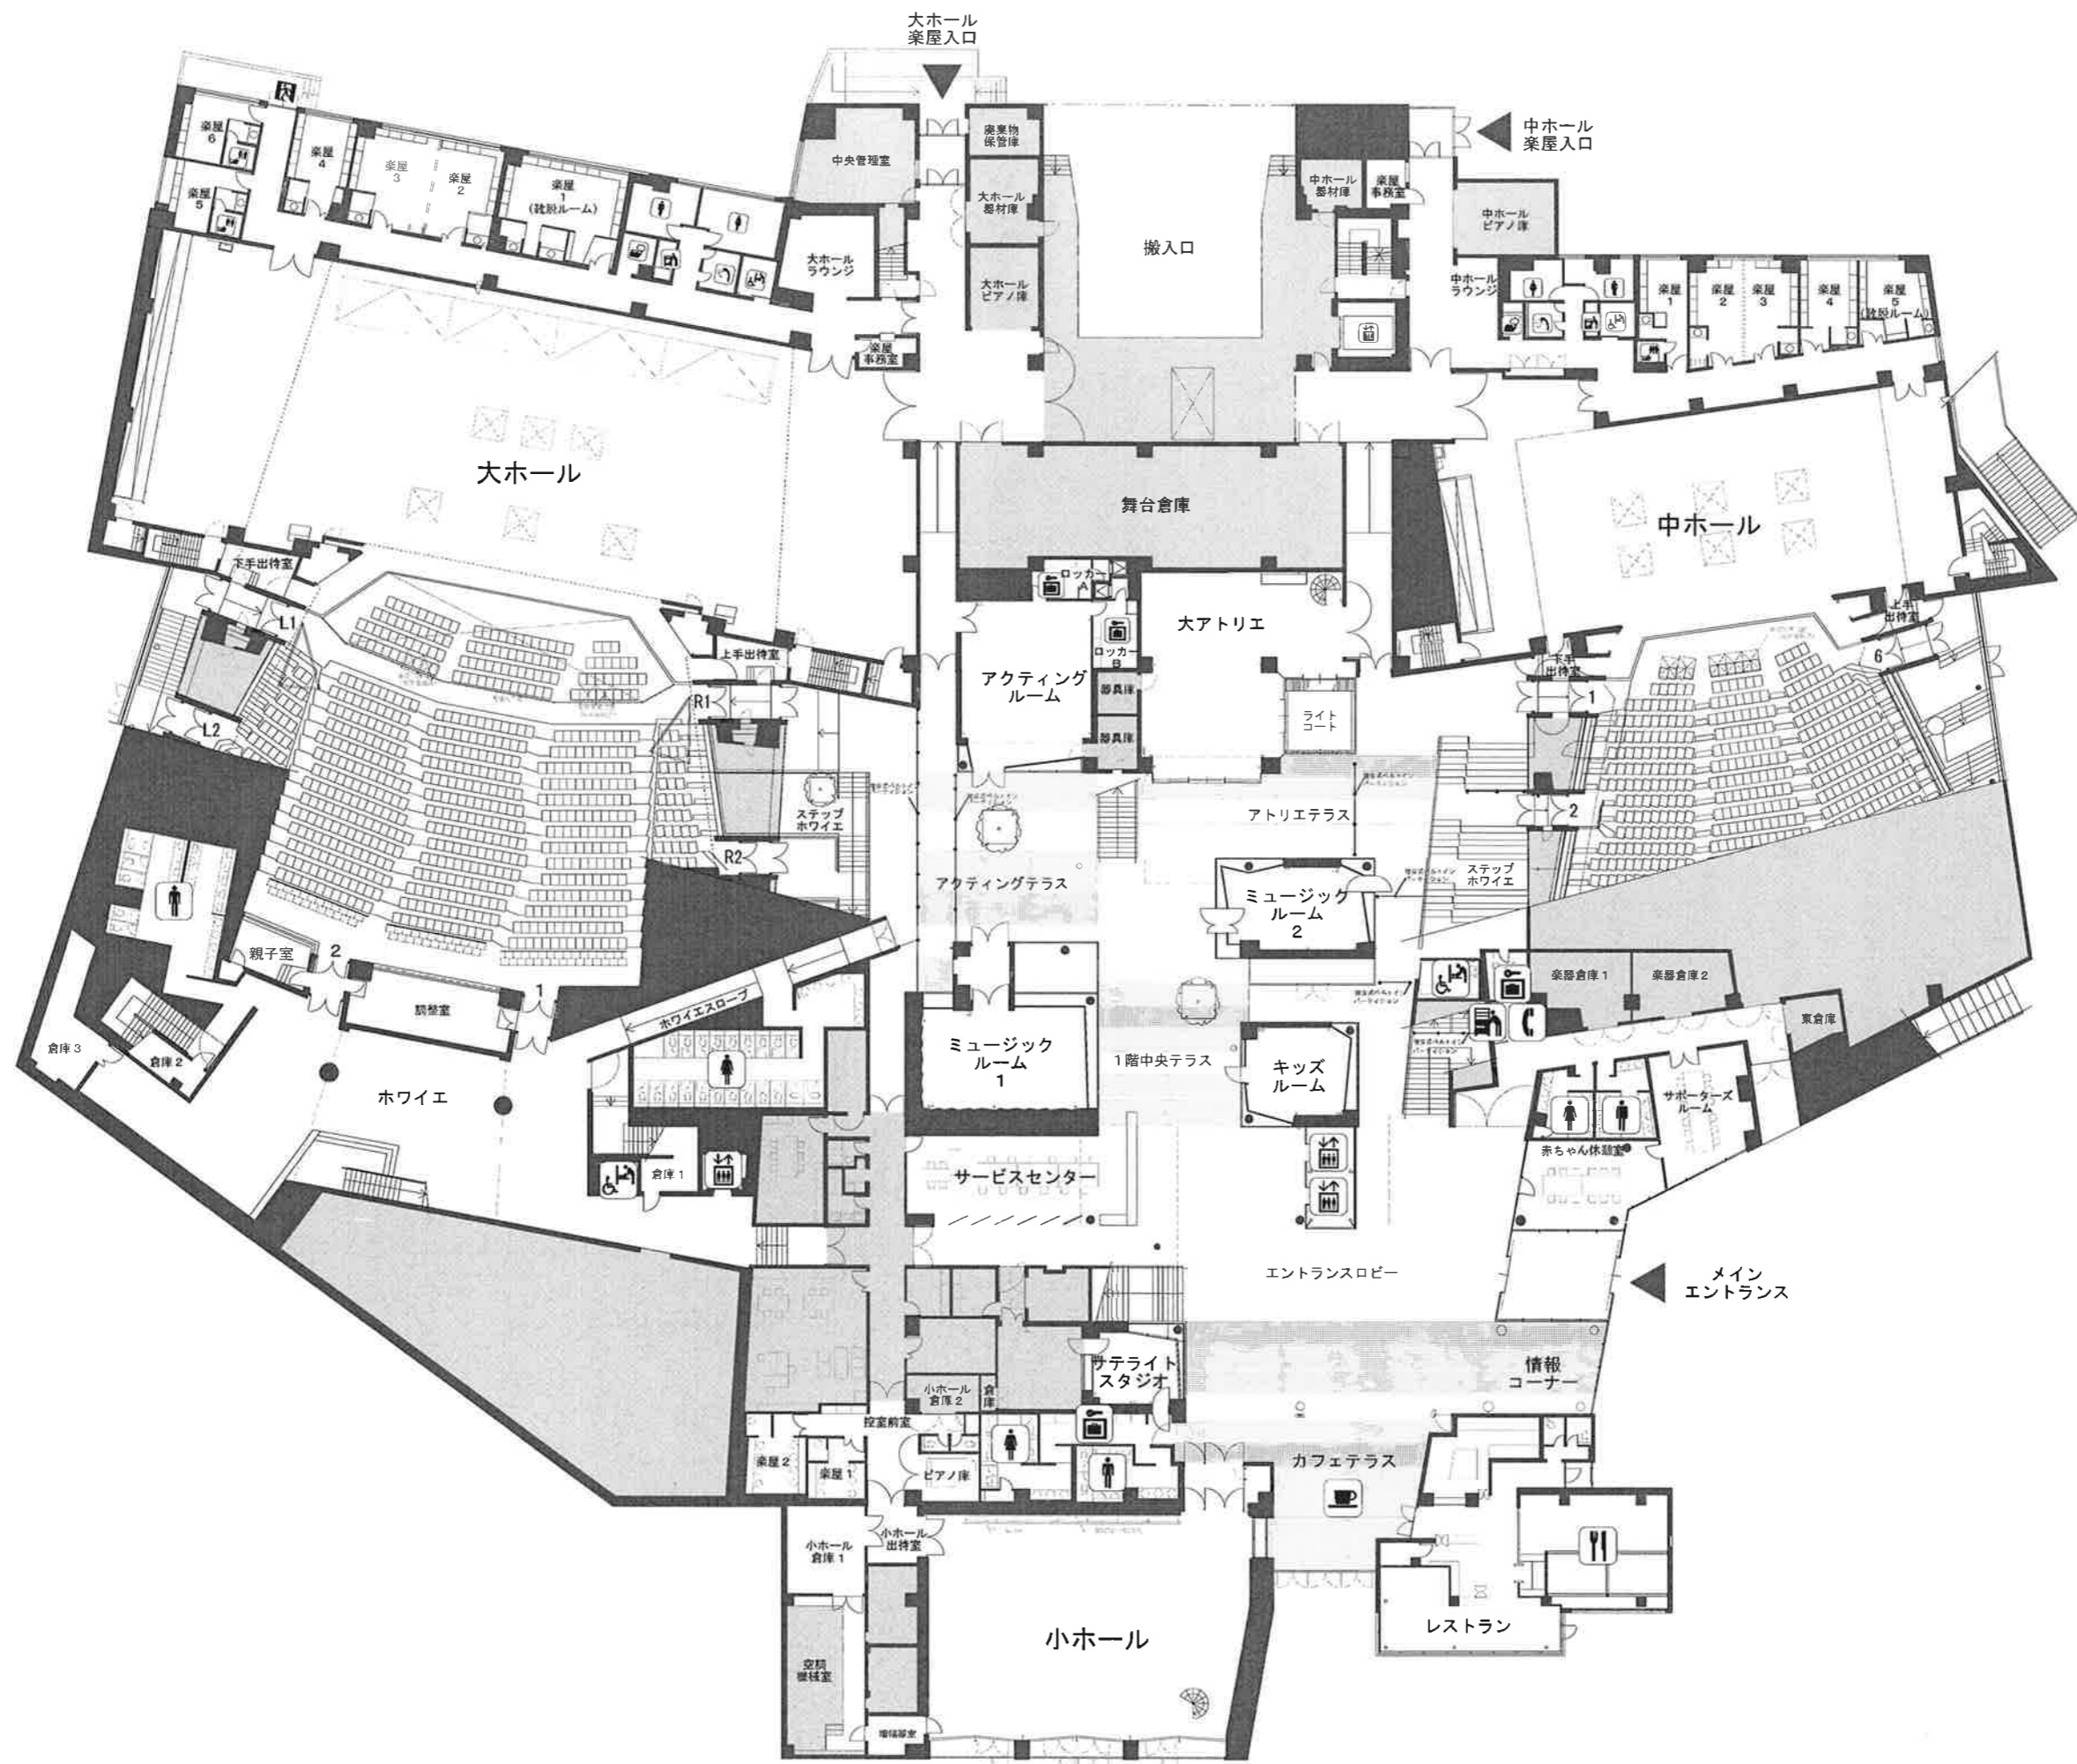 大ホール
楽屋入口
中ホール
楽屋入口
楽屋
6
楽屋
5
楽屋
4
楽屋
3
楽屋
2
楽屋
1
(靴脱ルーム)
中央管理室
廃棄物
保管庫
大ホール
器材庫
大ホール
ピアノ庫
大ホール
ラウンジ
楽屋
事務室
搬入口
中ホール
器材庫
楽屋
事務室
中ホール
ピアノ庫
中ホール
ラウンジ
楽屋
1
楽屋
2
楽屋
3
楽屋
4
楽屋
5
(靴脱ルーム)
大ホール
舞台倉庫
中ホール
下手出待室
上手出待室
L1
L2
R1
R2
ロッカー
A
ロッカー
B
アクティング
ルーム
器具庫
器具庫
大アトリエ
ライト
コート
下手
出待室
上手
出待室
1
2
6
ステップ
ホワイエ
アクティングテラス
アトリエテラス
ミュージック
ルーム
2
ステップ
ホワイエ
親子室
2
調整室
1
ホワイエスロープ
倉庫3
倉庫2
ホワイエ
倉庫1
ミュージック
ルーム
1
1階中央テラス
キッズ
ルーム
楽器倉庫1
楽器倉庫2
東倉庫
サポーターズ
ルーム
赤ちゃん休憩室
サービスセンター
エントランスロビー
メイン
エントランス
サテライト
スタジオ
情報
コーナー
小ホール
倉庫2
倉庫
控室前室
楽屋2
楽屋1
ピアノ庫
カフェテラス
小ホール
倉庫1
小ホール
出待室
空調
機械室
小ホール
レストラン